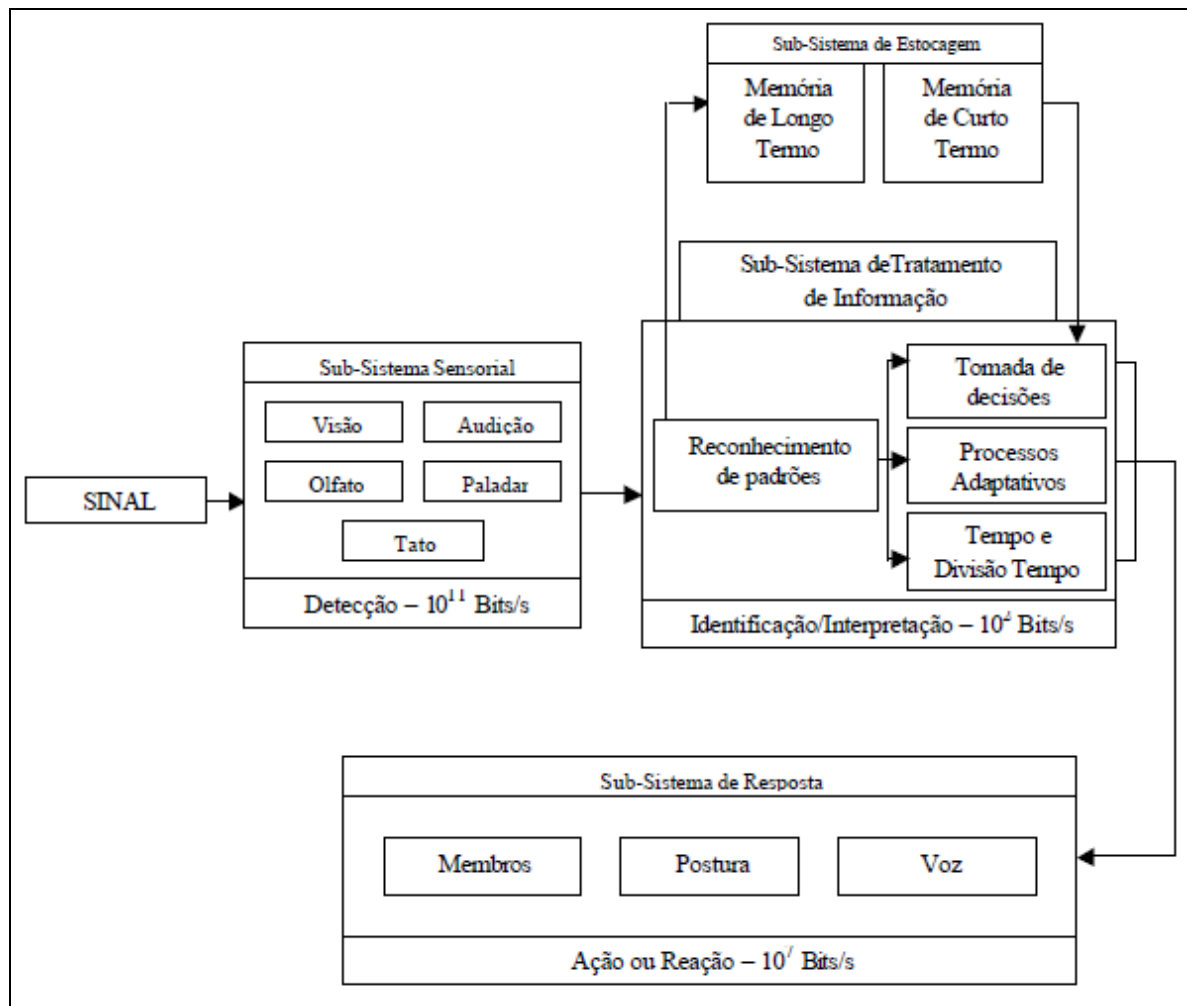 Sub-Sistema de Estocagem
Memória
de Longo
Termo
Memória
de Curto
Termo
Sub-Sistema deTratamento
de Informação
Sub-Sistema Sensorial
Visão
Audição
Olfato
Paladar
Tato
Detecção – 10¹¹ Bits/s
SINAL
Reconhecimento
de padrões
Tomada de
decisões
Processos
Adaptativos
Tempo e
Divisão Tempo
Identificação/Interpretação – 10² Bits/s
Sub-Sistema de Resposta
Membros
Postura
Voz
Ação ou Reação – 10⁷ Bits/s